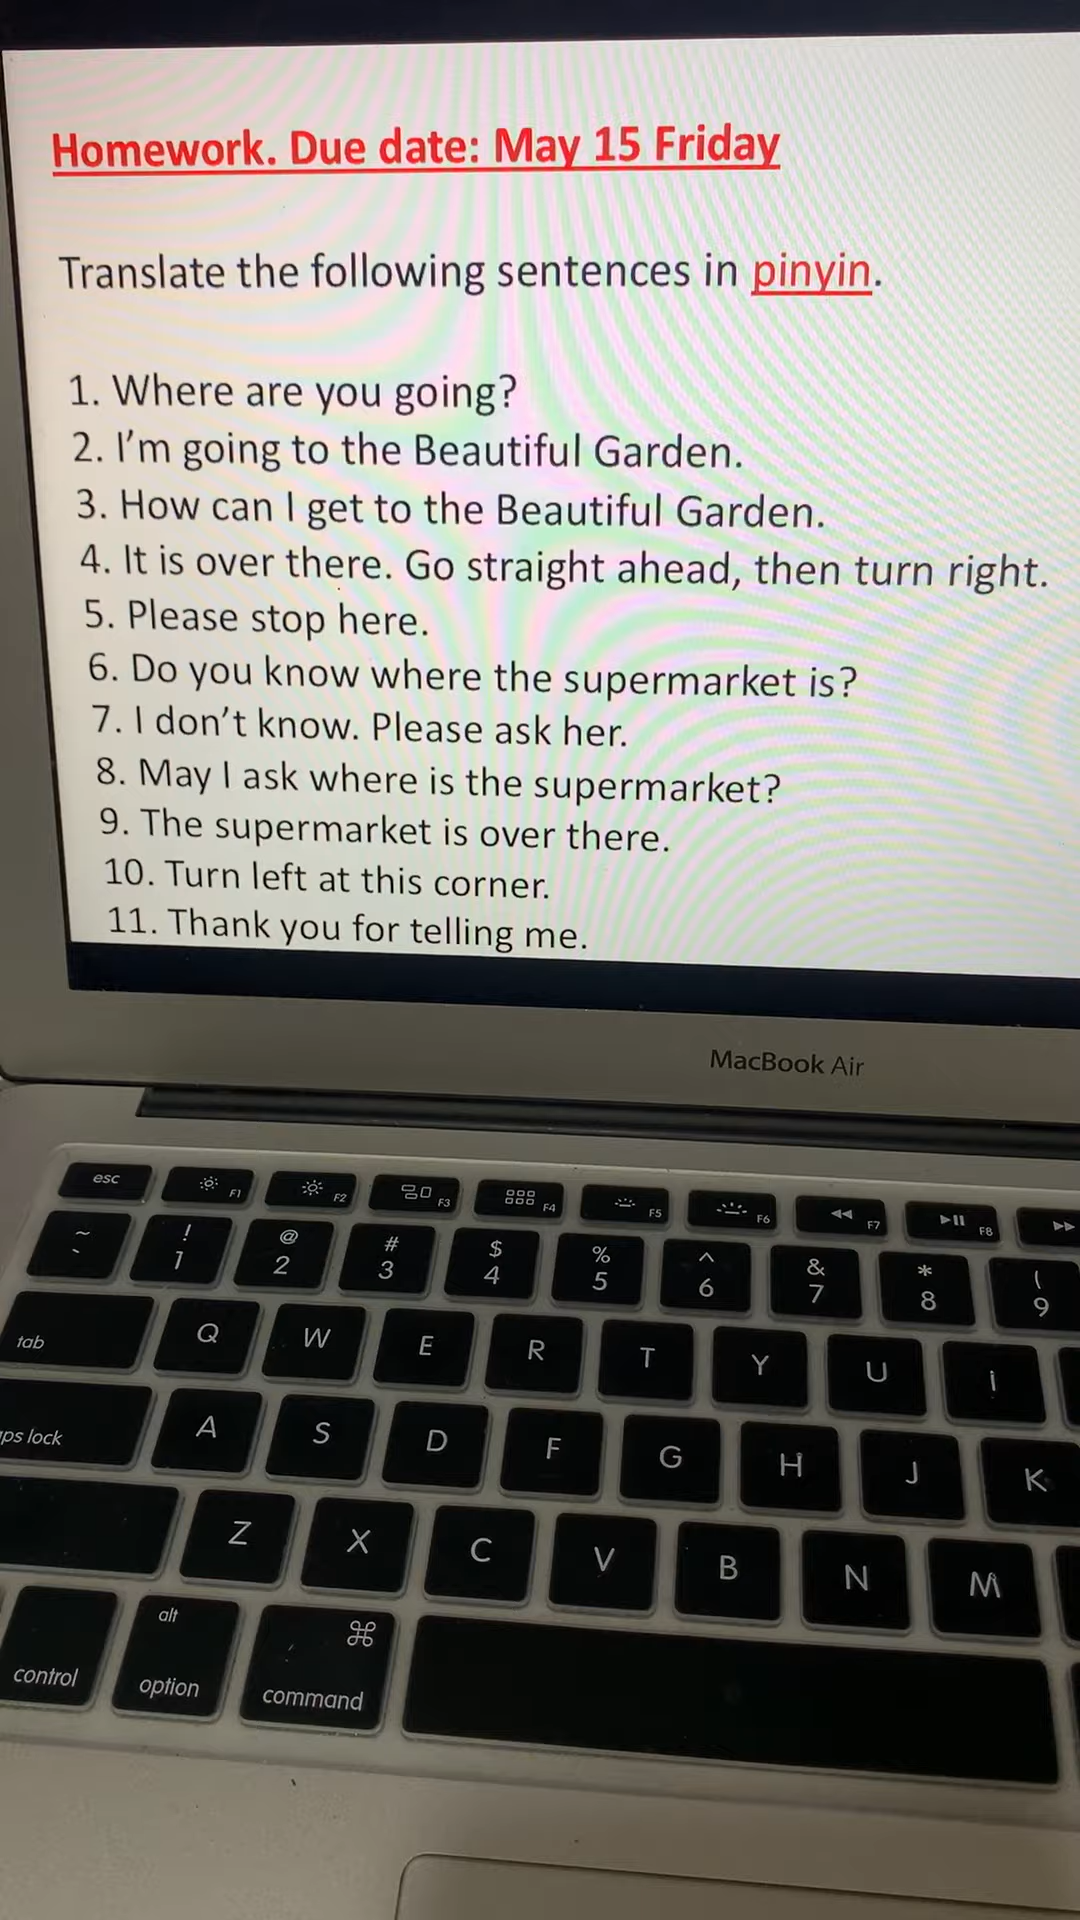 Homework. Due date: May 15 Friday
Translate the following sentences in pinyin.
1. Where are you going?
2. I'm going to the Beautiful Garden.
3. How can I get to the Beautiful Garden.
4. It is over there. Go straight ahead, then turn right.
5. Please stop here.
6. Do you know where the supermarket is?
7. I don't know. Please ask her.
8. May I ask where is the supermarket?
9. The supermarket is over there.
10. Turn left at this corner.
11. Thank you for telling me.
MacBook Air
esc F1 F2 F3 F4 F5 F6 F7 F8
~ ! @ # $ % ^ & * (
` 1 2 3 4 5 6 7 8 9
tab Q W E R T Y U I
ps lock A S D F G H J K
Z X C V B N M
alt ⌘
control option command